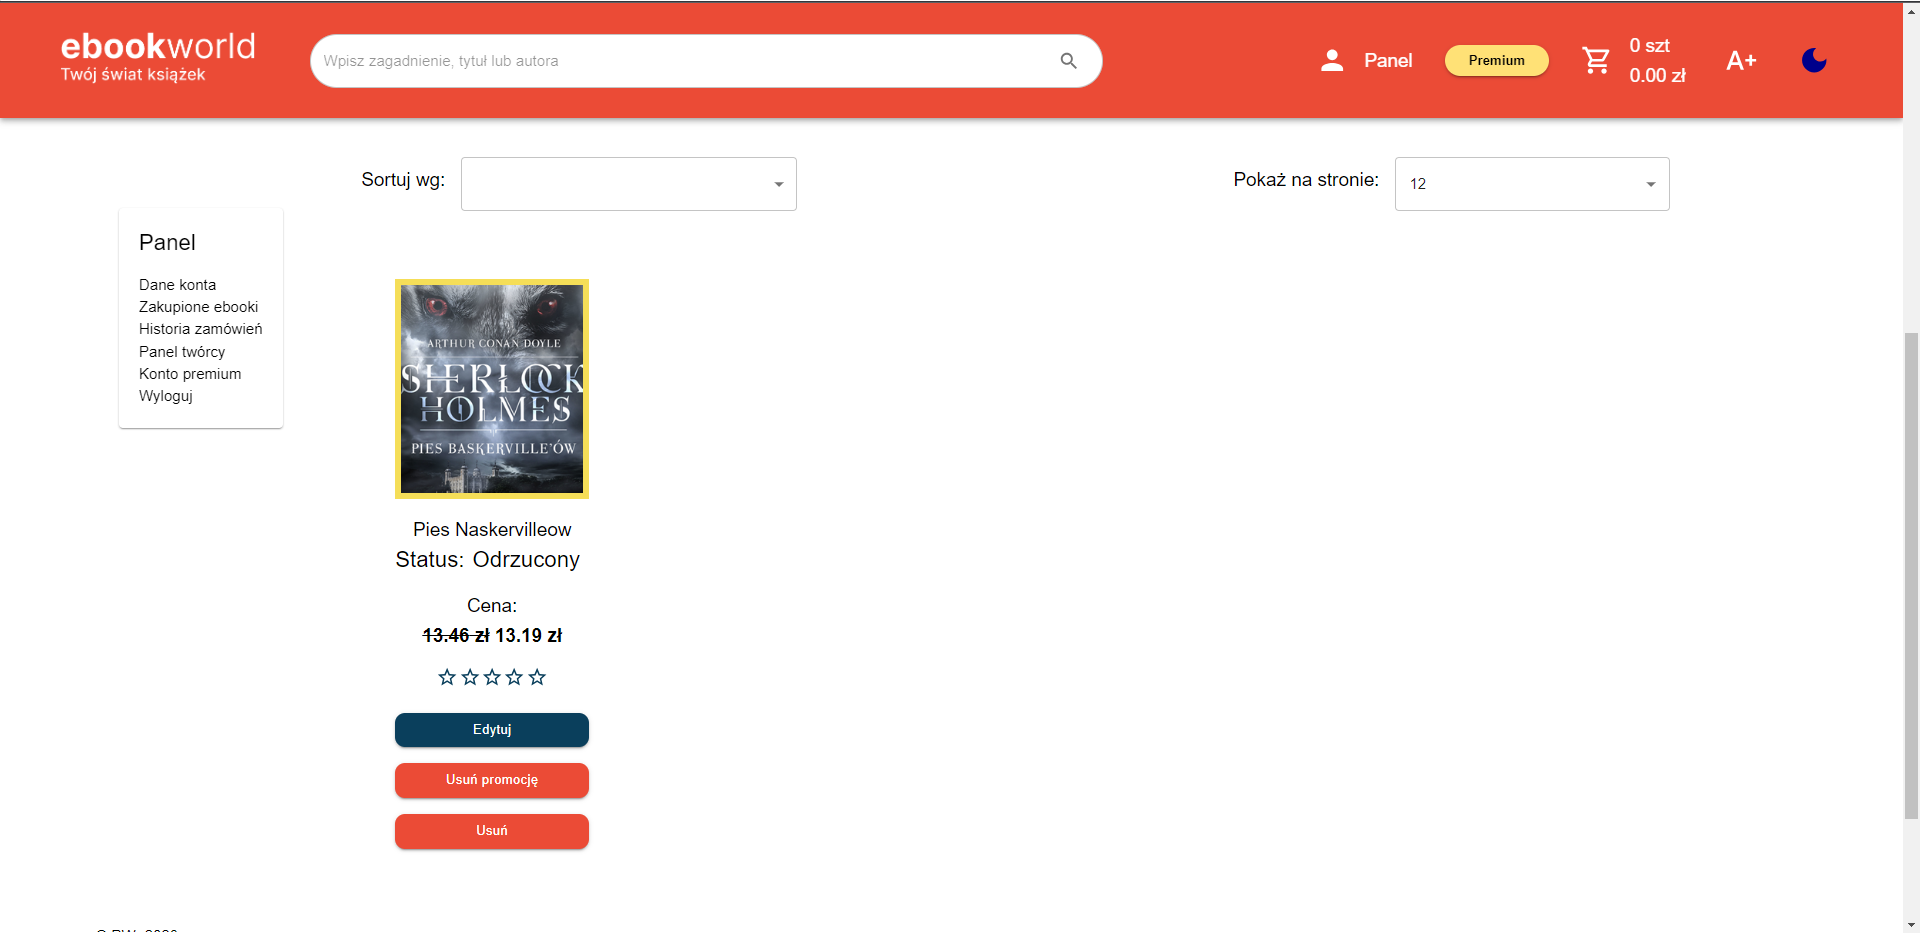 ebookworld
Twój świat książek
Wpisz zagadnienie, tytuł lub autora
Panel
Premium
0 szt
0.00 zł
A+
Sortuj wg:
Pokaż na stronie:
12
Panel
Dane konta
Zakupione ebooki
Historia zamówień
Panel twórcy
Konto premium
Wyloguj
ARTHUR CONAN DOYLE
SHERLOCK
HOLMES
PIES BASKERVILLE'ÓW
Pies Naskervilleow
Status: Odrzucony
Cena:
13.46 zł 13.19 zł
Edytuj
Usuń promocję
Usuń